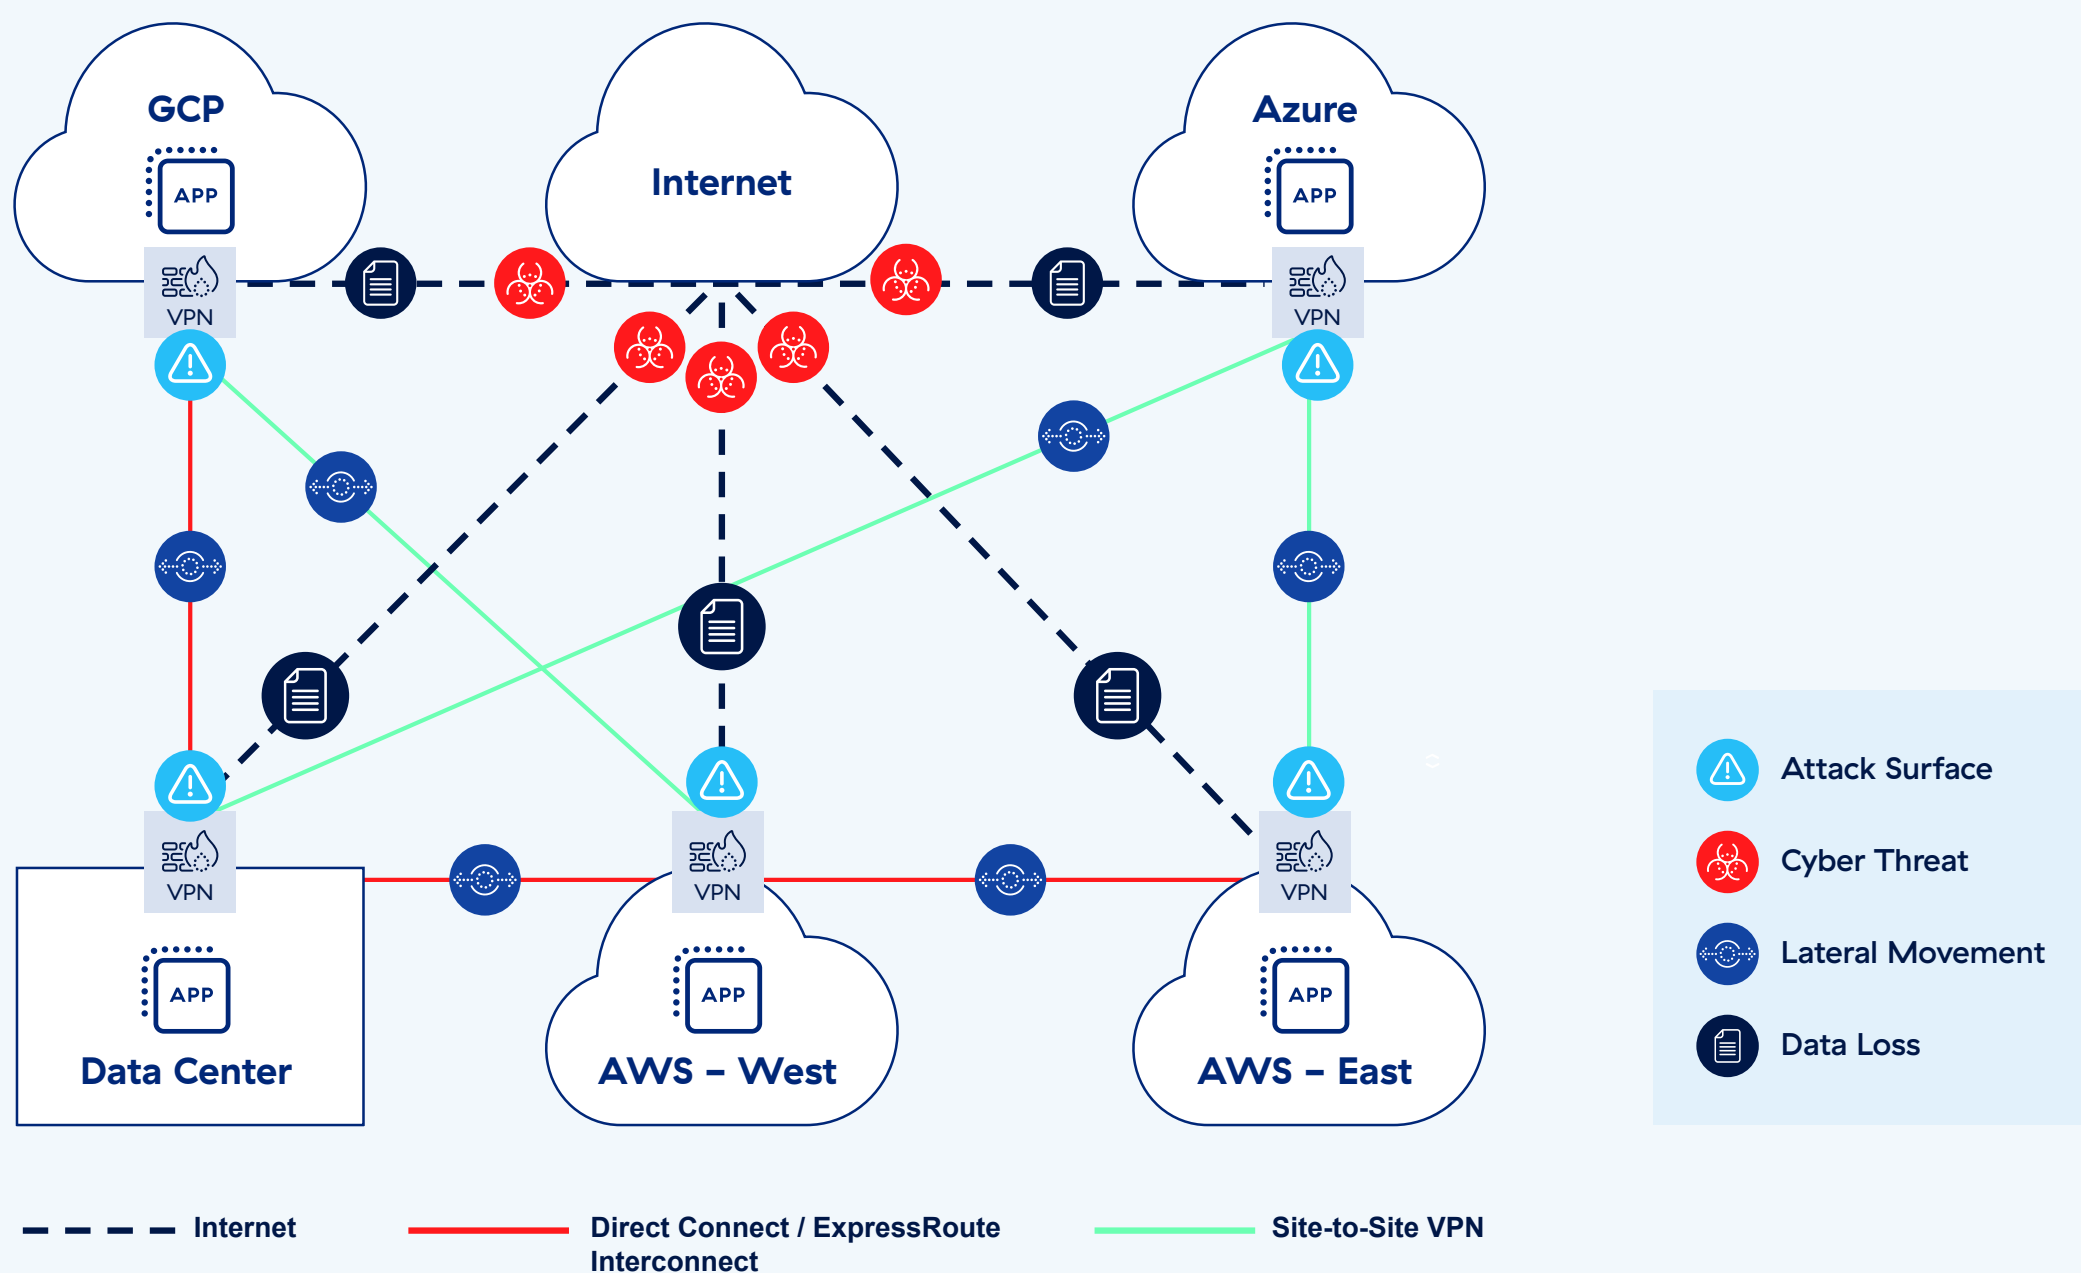 GCP
Internet
Azure
APP
APP
VPN
VPN
VPN
VPN
VPN
APP
APP
APP
Data Center
AWS – West
AWS – East
Attack Surface
Cyber Threat
Lateral Movement
Data Loss
Internet
Direct Connect / ExpressRoute
Interconnect
Site-to-Site VPN